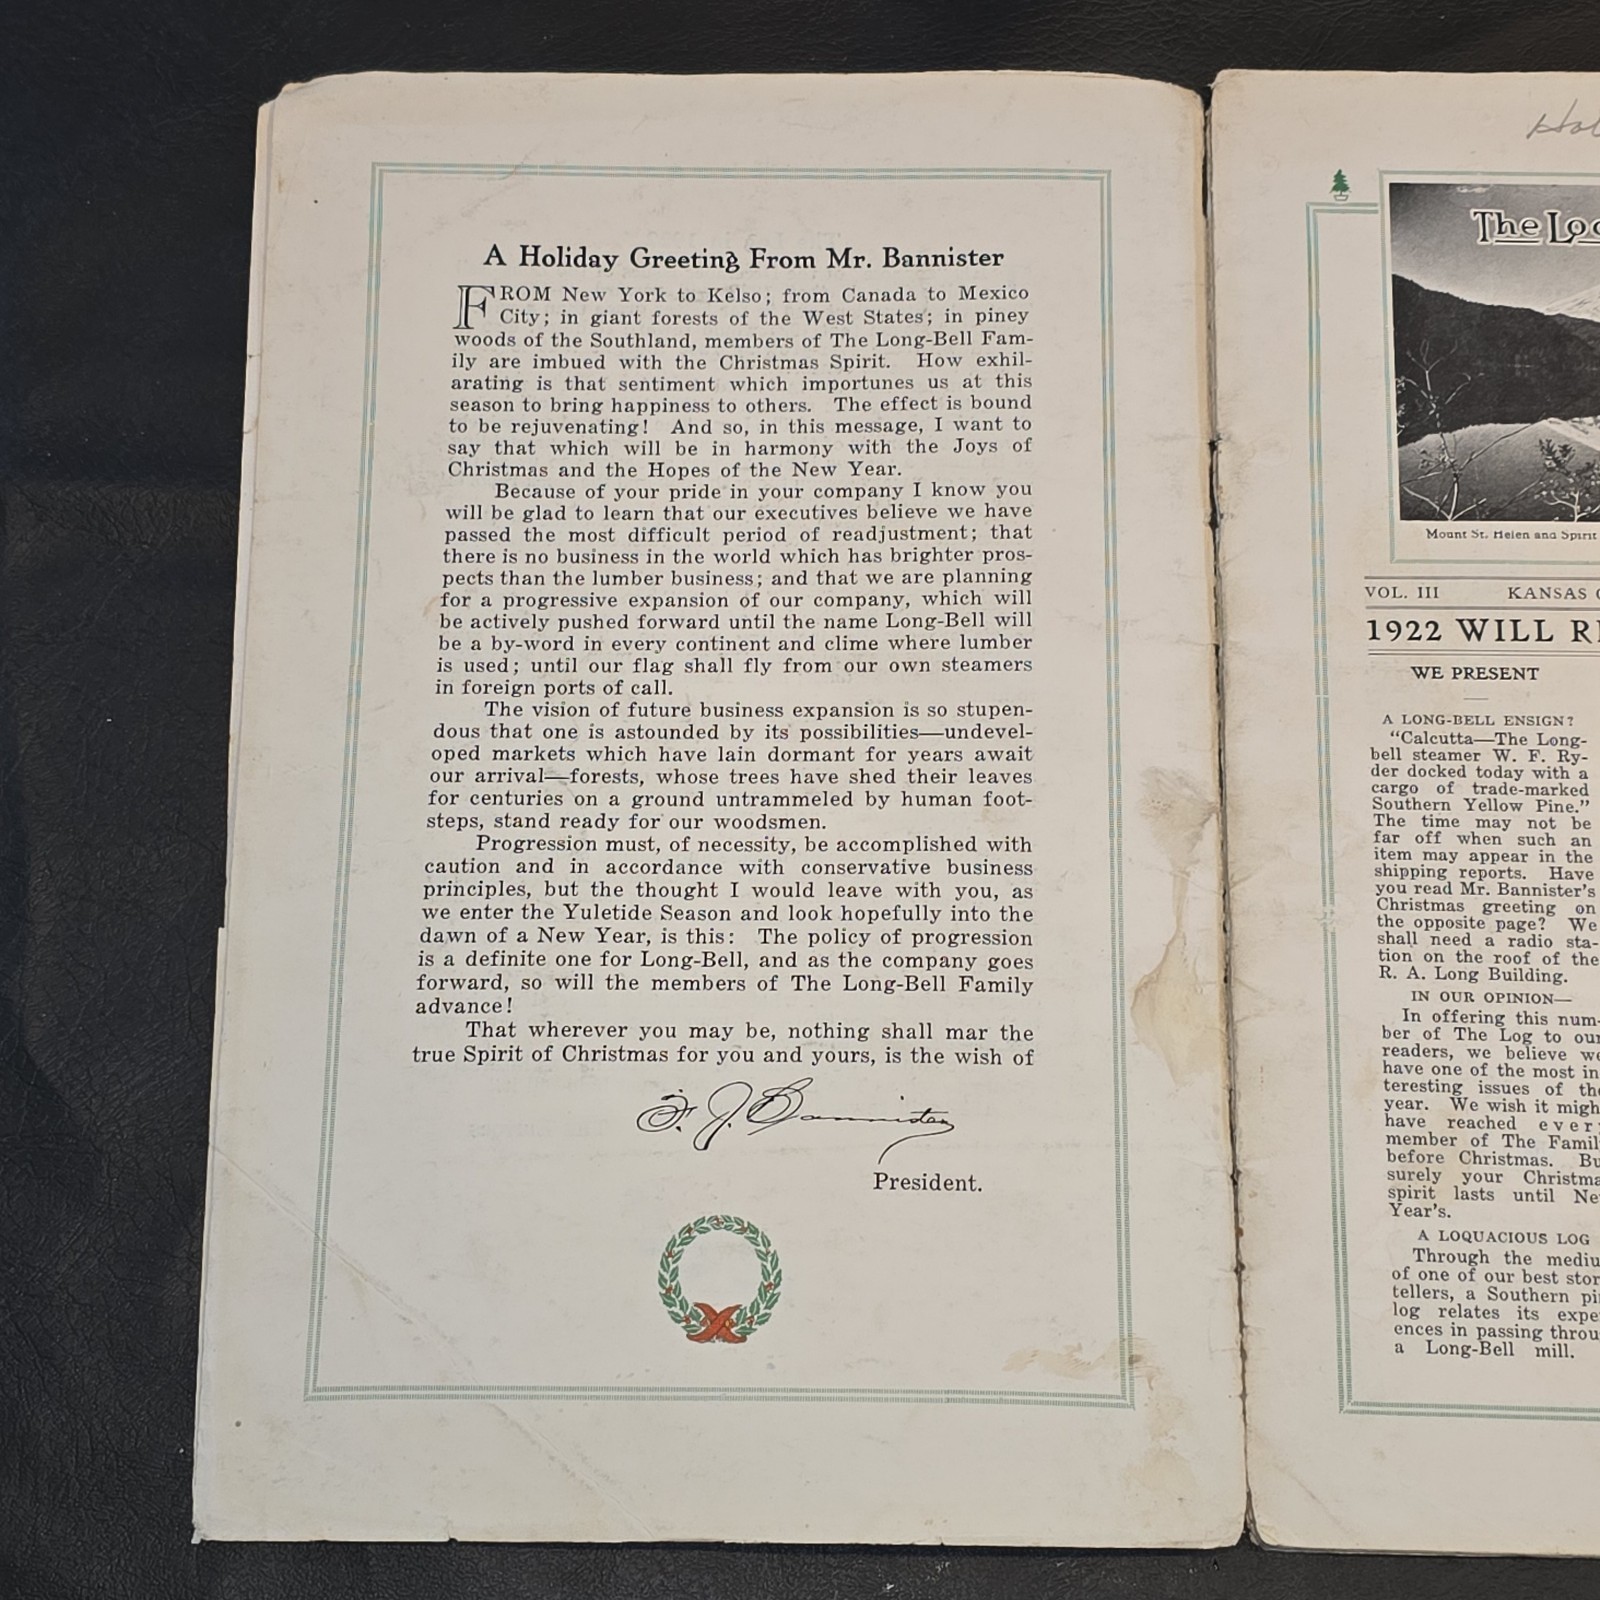 A Holiday Greeting From Mr. Bannister
FROM New York to Kelso; from Canada to Mexico
City; in giant forests of the West States; in piney
woods of the Southland, members of The Long-Bell Fam-
ily are imbued with the Christmas Spirit. How exhil-
arating is that sentiment which importunes us at this
season to bring happiness to others. The effect is bound
to be rejuvenating! And so, in this message, I want to
say that which will be in harmony with the Joys of
Christmas and the Hopes of the New Year.
Because of your pride in your company I know you
will be glad to learn that our executives believe we have
passed the most difficult period of readjustment; that
there is no business in the world which has brighter pros-
pects than the lumber business; and that we are planning
for a progressive expansion of our company, which will
be actively pushed forward until the name Long-Bell will
be a by-word in every continent and clime where lumber
is used; until our flag shall fly from our own steamers
in foreign ports of call.
The vision of future business expansion is so stupen-
dous that one is astounded by its possibilities—undevel-
oped markets which have lain dormant for years await
our arrival—forests, whose trees have shed their leaves
for centuries on a ground untrammeled by human foot-
steps, stand ready for our woodsmen.
Progression must, of necessity, be accomplished with
caution and in accordance with conservative business
principles, but the thought I would leave with you, as
we enter the Yuletide Season and look hopefully into the
dawn of a New Year, is this: The policy of progression
is a definite one for Long-Bell, and as the company goes
forward, so will the members of The Long-Bell Family
advance!
That wherever you may be, nothing shall mar the
true Spirit of Christmas for you and yours, is the wish of
F. J. Bannister
President.
The Log
Mount St. Helen and Spirit
VOL. III KANSAS
1922 WILL
WE PRESENT
A LONG-BELL ENSIGN?
"Calcutta—The Long-
bell steamer W. F. Ry-
der docked today with a
cargo of trade-marked
Southern Yellow Pine."
The time may not be
far off when such an
item may appear in the
shipping reports. Have
you read Mr. Bannister's
Christmas greeting on
the opposite page? We
shall need a radio sta-
tion on the roof of the
R. A. Long Building.
IN OUR OPINION—
In offering this num-
ber of The Log to our
readers, we believe we
have one of the most in-
teresting issues of the
year. We wish it might
have reached every
member of The Family
before Christmas. But
surely your Christmas
spirit lasts until New
Year's.
A LOQUACIOUS LOG
Through the medium
of one of our best story
tellers, a Southern pine
log relates its experi-
ences in passing through
a Long-Bell mill.